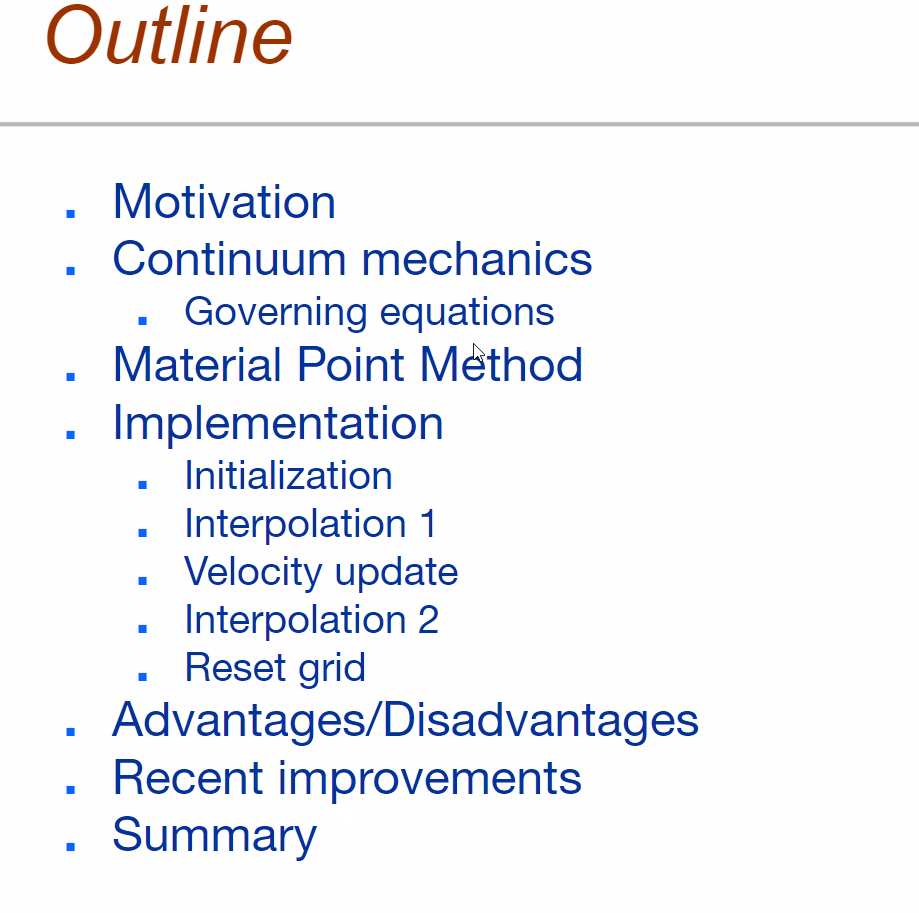 Outline
Motivation
Continuum mechanics
Governing equations
Material Point Method
Implementation
Initialization
Interpolation 1
Velocity update
Interpolation 2
Reset grid
Advantages/Disadvantages
Recent improvements
Summary